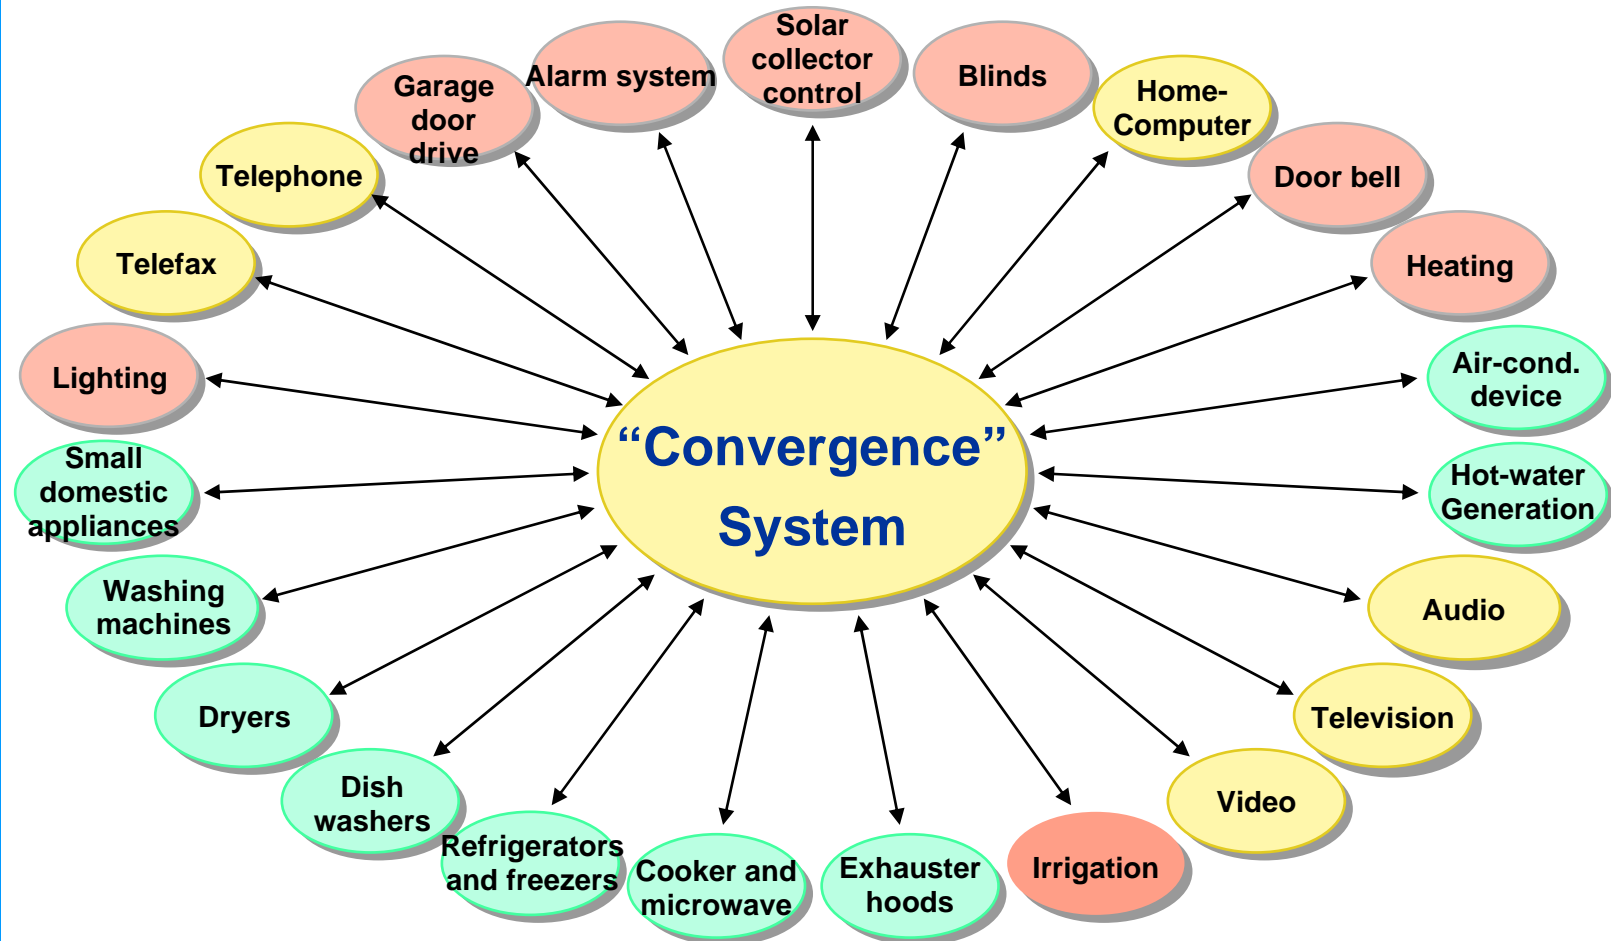 Solar
collector
control
Alarm system
Blinds
Garage
door
drive
Home-
Computer
Telephone
Door bell
Telefax
Heating
Lighting
Air-cond.
device
“Convergence”
System
Small
domestic
appliances
Hot-water
Generation
Washing
machines
Audio
Dryers
Television
Dish
washers
Video
Refrigerators
and freezers
Cooker and
microwave
Exhauster
hoods
Irrigation